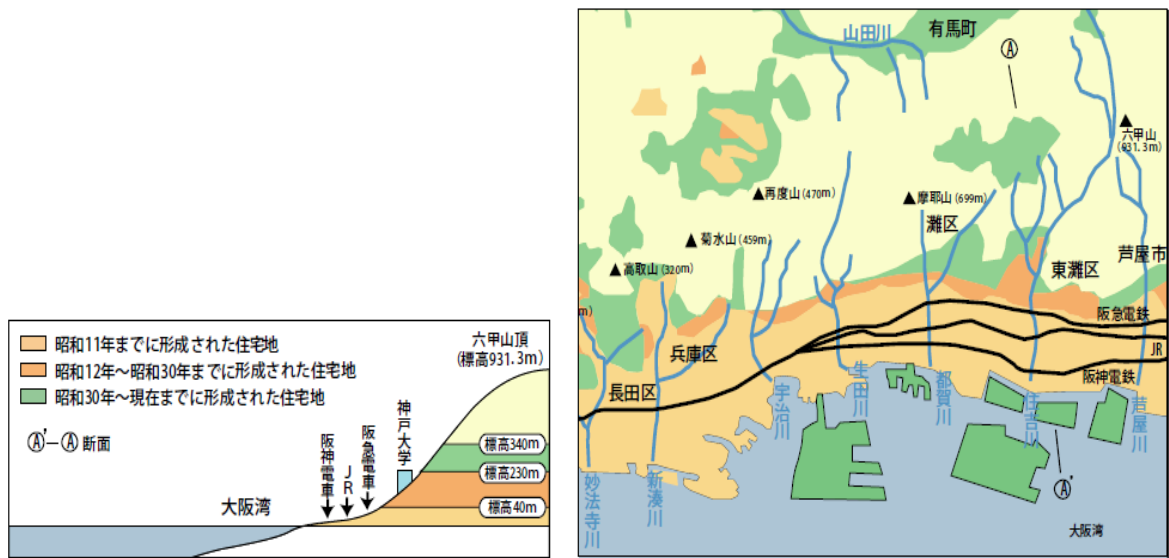 昭和11年までに形成された住宅地
昭和12年～昭和30年までに形成された住宅地
昭和30年～現在までに形成された住宅地
Ⓐ'－Ⓐ 断面
六甲山頂
(標高931.3m)
大阪湾
阪神電車
JR
阪急電車
神戸大学
標高340m
標高230m
標高40m
山田川
有馬町
Ⓐ
六甲山
(931.3m)
再度山(470m)
摩耶山(699m)
灘区
菊水山(459m)
高取山(320m)
東灘区
芦屋市
m)
阪急電鉄
兵庫区
JR
長田区
阪神電鉄
宇治川
生田川
都賀川
住吉川
芦屋川
妙法寺川
新湊川
Ⓐ'
大阪湾